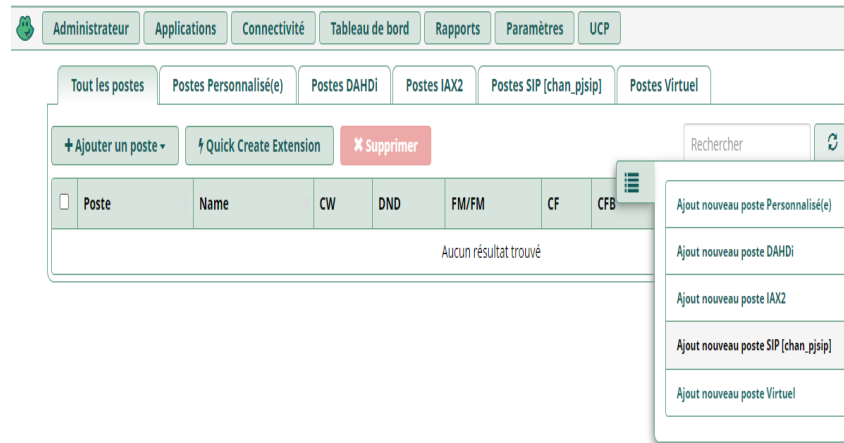 Administrateur Applications Connectivité Tableau de bord Rapports Paramètres UCP
Tout les postes Postes Personnalisé(e) Postes DAHDi Postes IAX2 Postes SIP [chan_pjsip] Postes Virtuel
Ajouter un poste Quick Create Extension Supprimer Rechercher
Poste Name CW DND FM/FM CF CFB
Aucun résultat trouvé
Ajout nouveau poste Personnalisé(e)
Ajout nouveau poste DAHDi
Ajout nouveau poste IAX2
Ajout nouveau poste SIP [chan_pjsip]
Ajout nouveau poste Virtuel